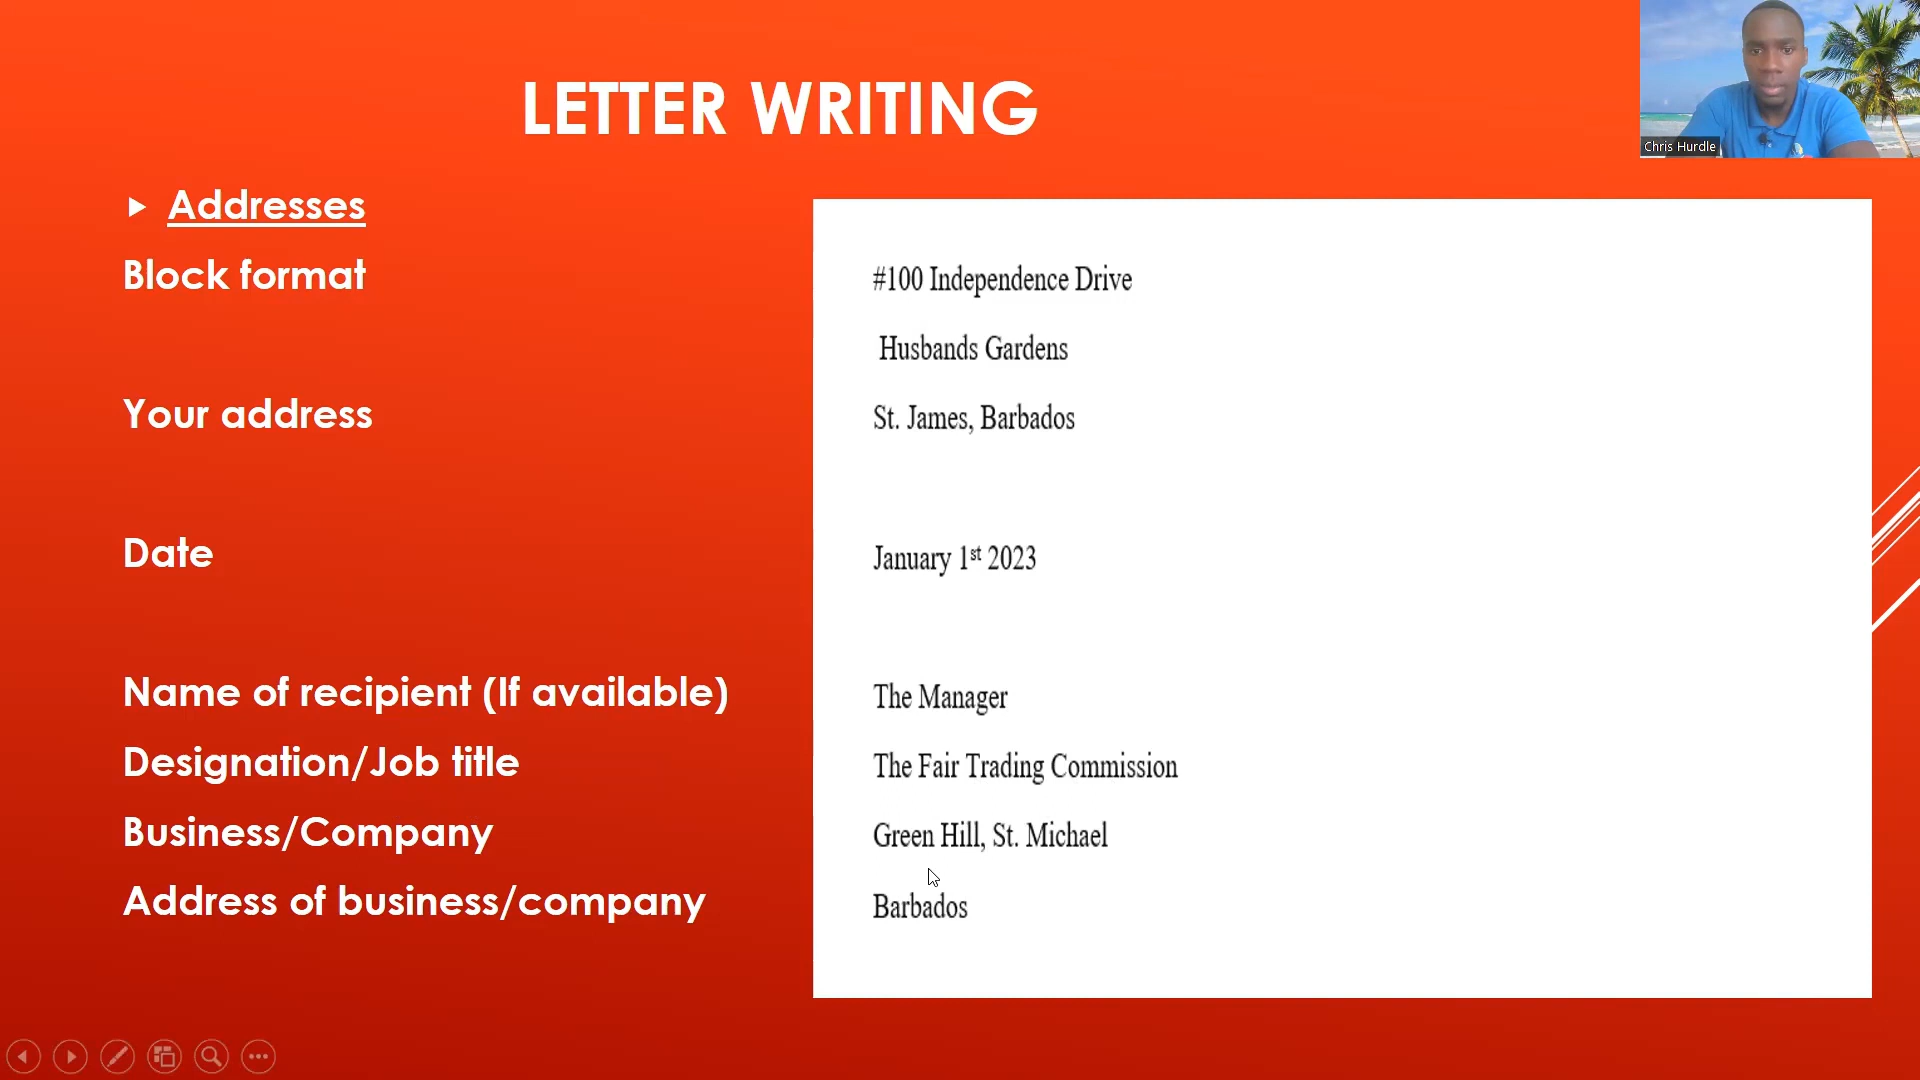 LETTER WRITING
Chris Hurdle
Addresses
Block format
Your address
Date
Name of recipient (If available)
Designation/Job title
Business/Company
Address of business/company
#100 Independence Drive
Husbands Gardens
St. James, Barbados
January 1st 2023
The Manager
The Fair Trading Commission
Green Hill, St. Michael
Barbados